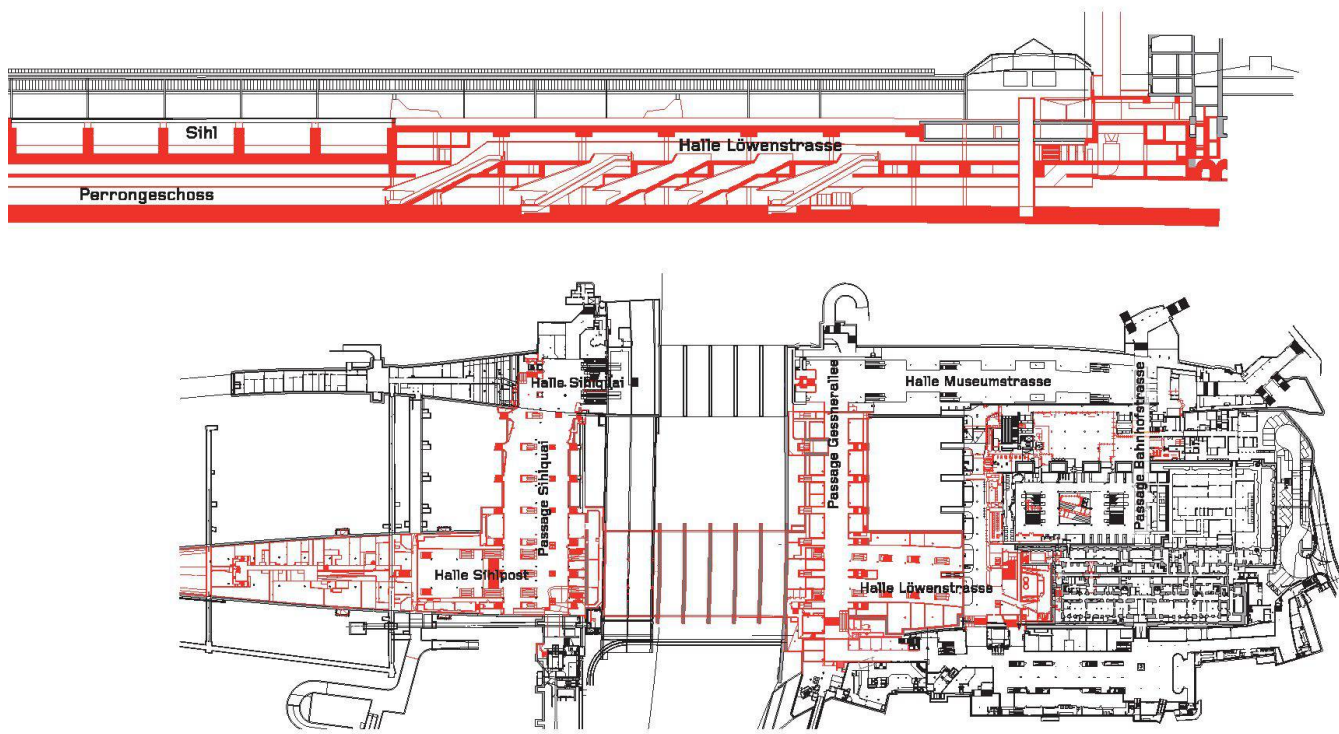 Sihl
Halle Löwenstrasse
Perrongeschoss
Halle Sihlquai
Halle Museumstrasse
Passage Gessnerallee
Passage Bahnhofstrasse
Passage Sihlquai
Halle Sihlpost
Halle Löwenstrasse